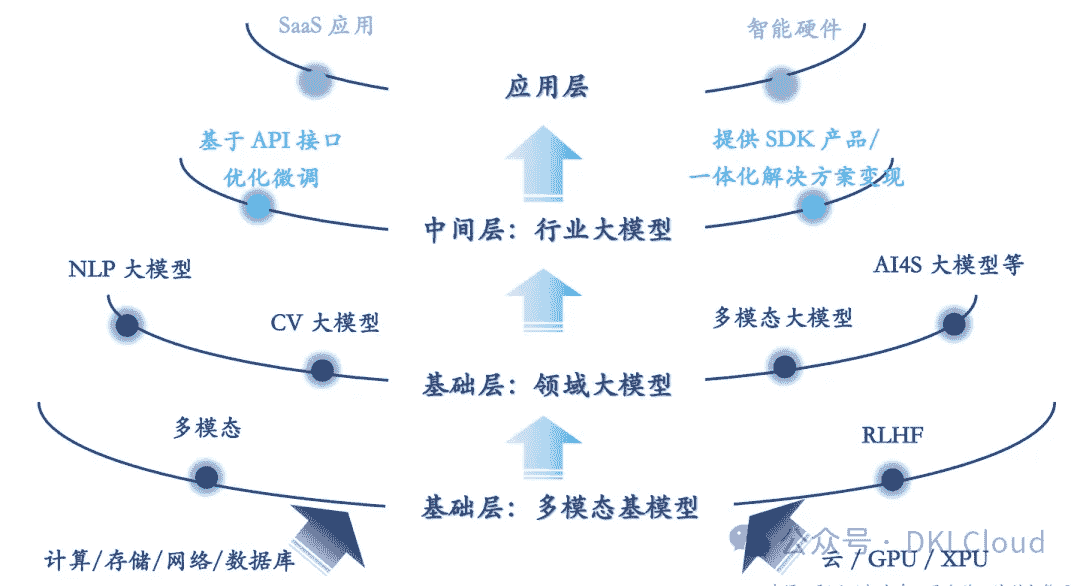 SaaS 应用
智能硬件
应用层
基于 API 接口
优化微调
提供 SDK 产品/
一体化解决方案变现
中间层：行业大模型
NLP 大模型
AI4S 大模型等
CV 大模型
多模态大模型
基础层：领域大模型
多模态
RLHF
基础层：多模态基模型
公众号·DKLCloud
计算/存储/网络/数据库
云 / GPU / XPU